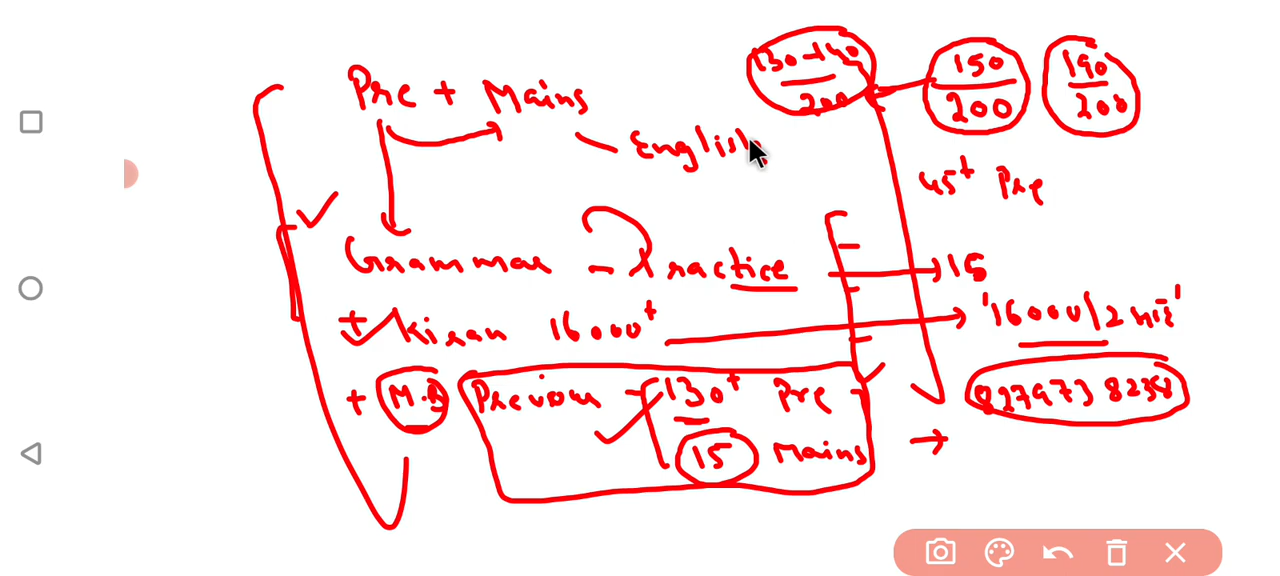 130-140/200 150/200 190/200
Pre + Mains
English
45+ Pre
Grammar - Practice → 15
+ Kiran 16000+ → '16000/2
+ M.B Previous - 130+ Pre
15 Mains →